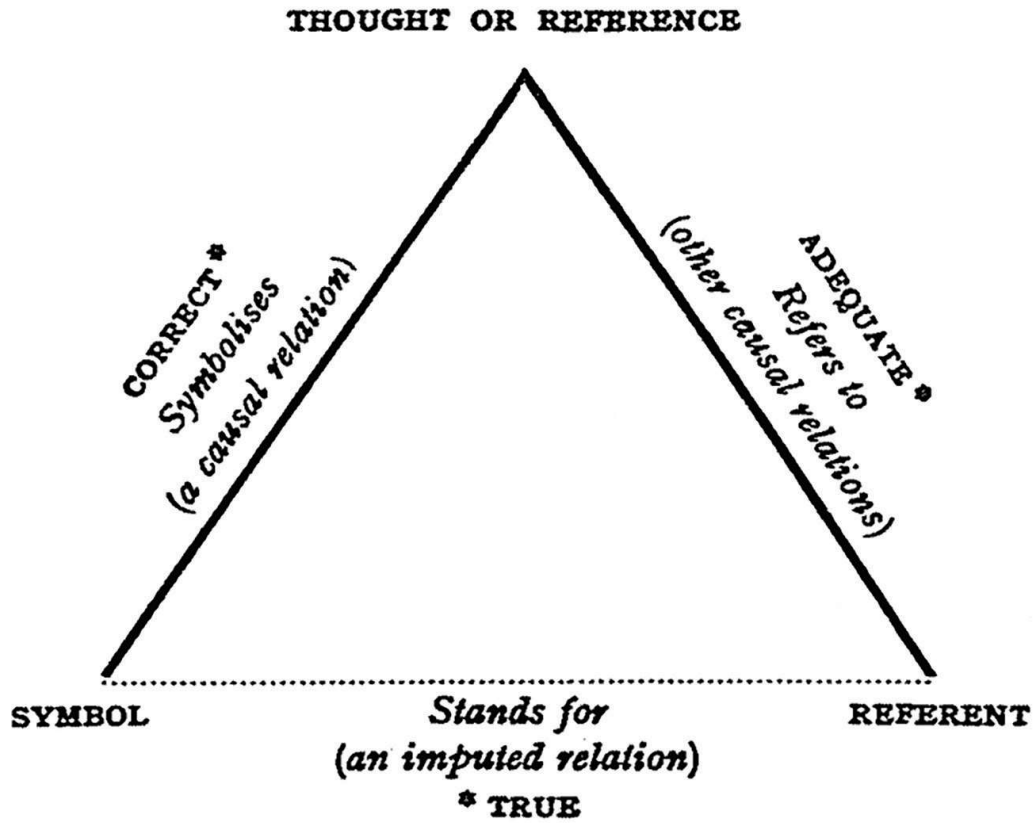 THOUGHT OR REFERENCE
CORRECT *
Symbolises
(a causal relation)
ADEQUATE *
Refers to
(other causal relations)
SYMBOL
Stands for
(an imputed relation)
* TRUE
REFERENT